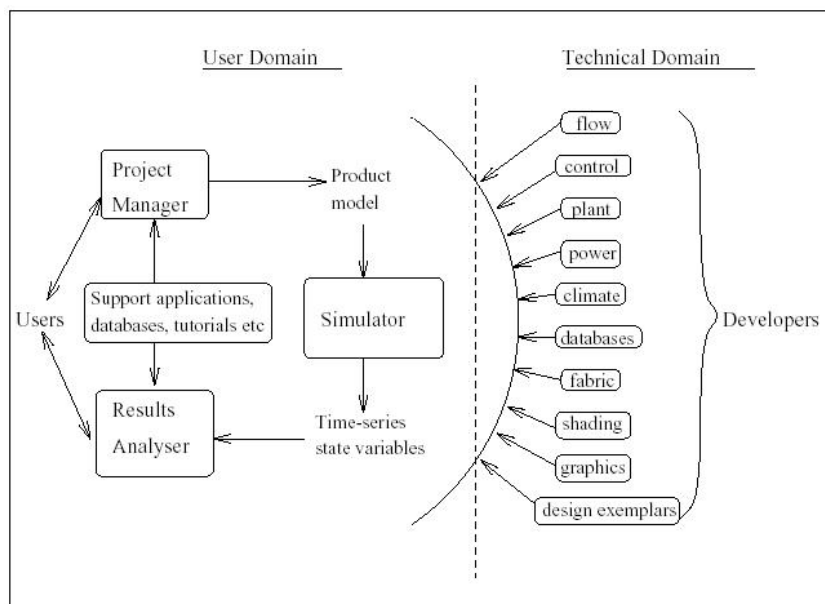 User Domain
Technical Domain
Project
Manager
Product
model
Users
Support applications,
databases, tutorials etc
Simulator
Results
Analyser
Time-series
state variables
flow
control
plant
power
climate
databases
fabric
shading
graphics
design exemplars
Developers